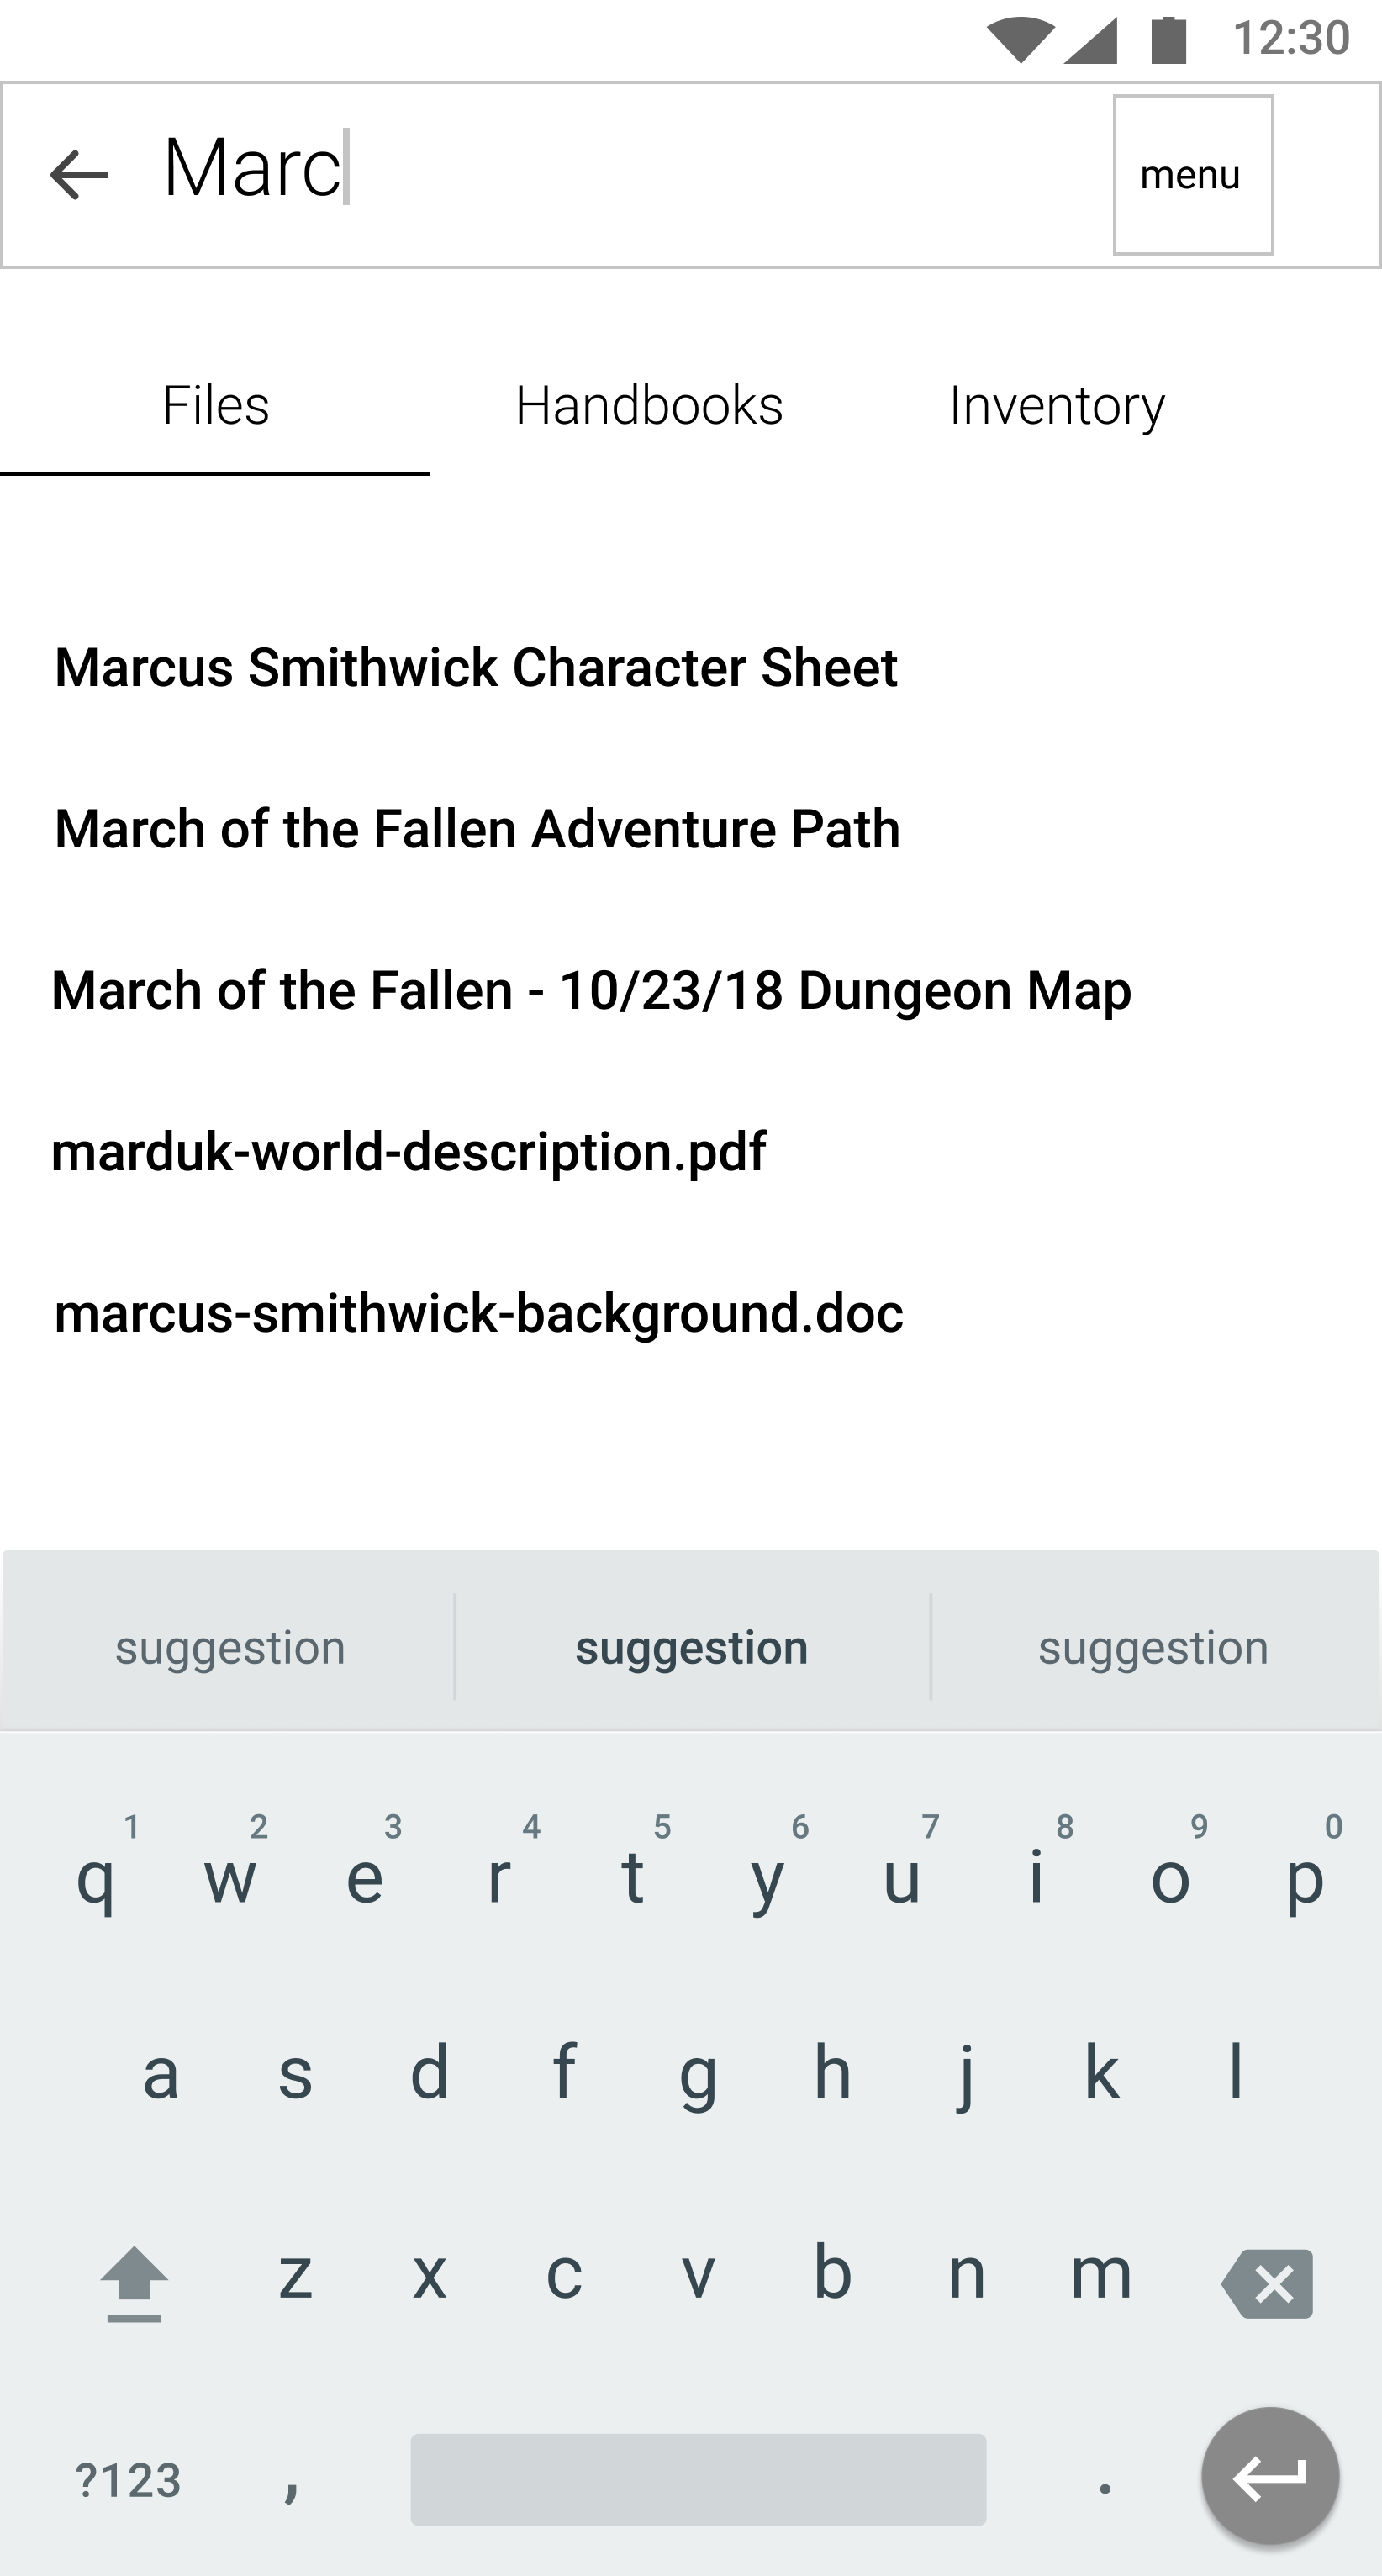 12:30
Marc
menu
Files Handbooks Inventory
Marcus Smithwick Character Sheet
March of the Fallen Adventure Path
March of the Fallen - 10/23/18 Dungeon Map
marduk-world-description.pdf
marcus-smithwick-background.doc
suggestion suggestion suggestion
1 2 3 4 5 6 7 8 9 0
q w e r t y u i o p
a s d f g h j k l
z x c v b n m
?123 , .